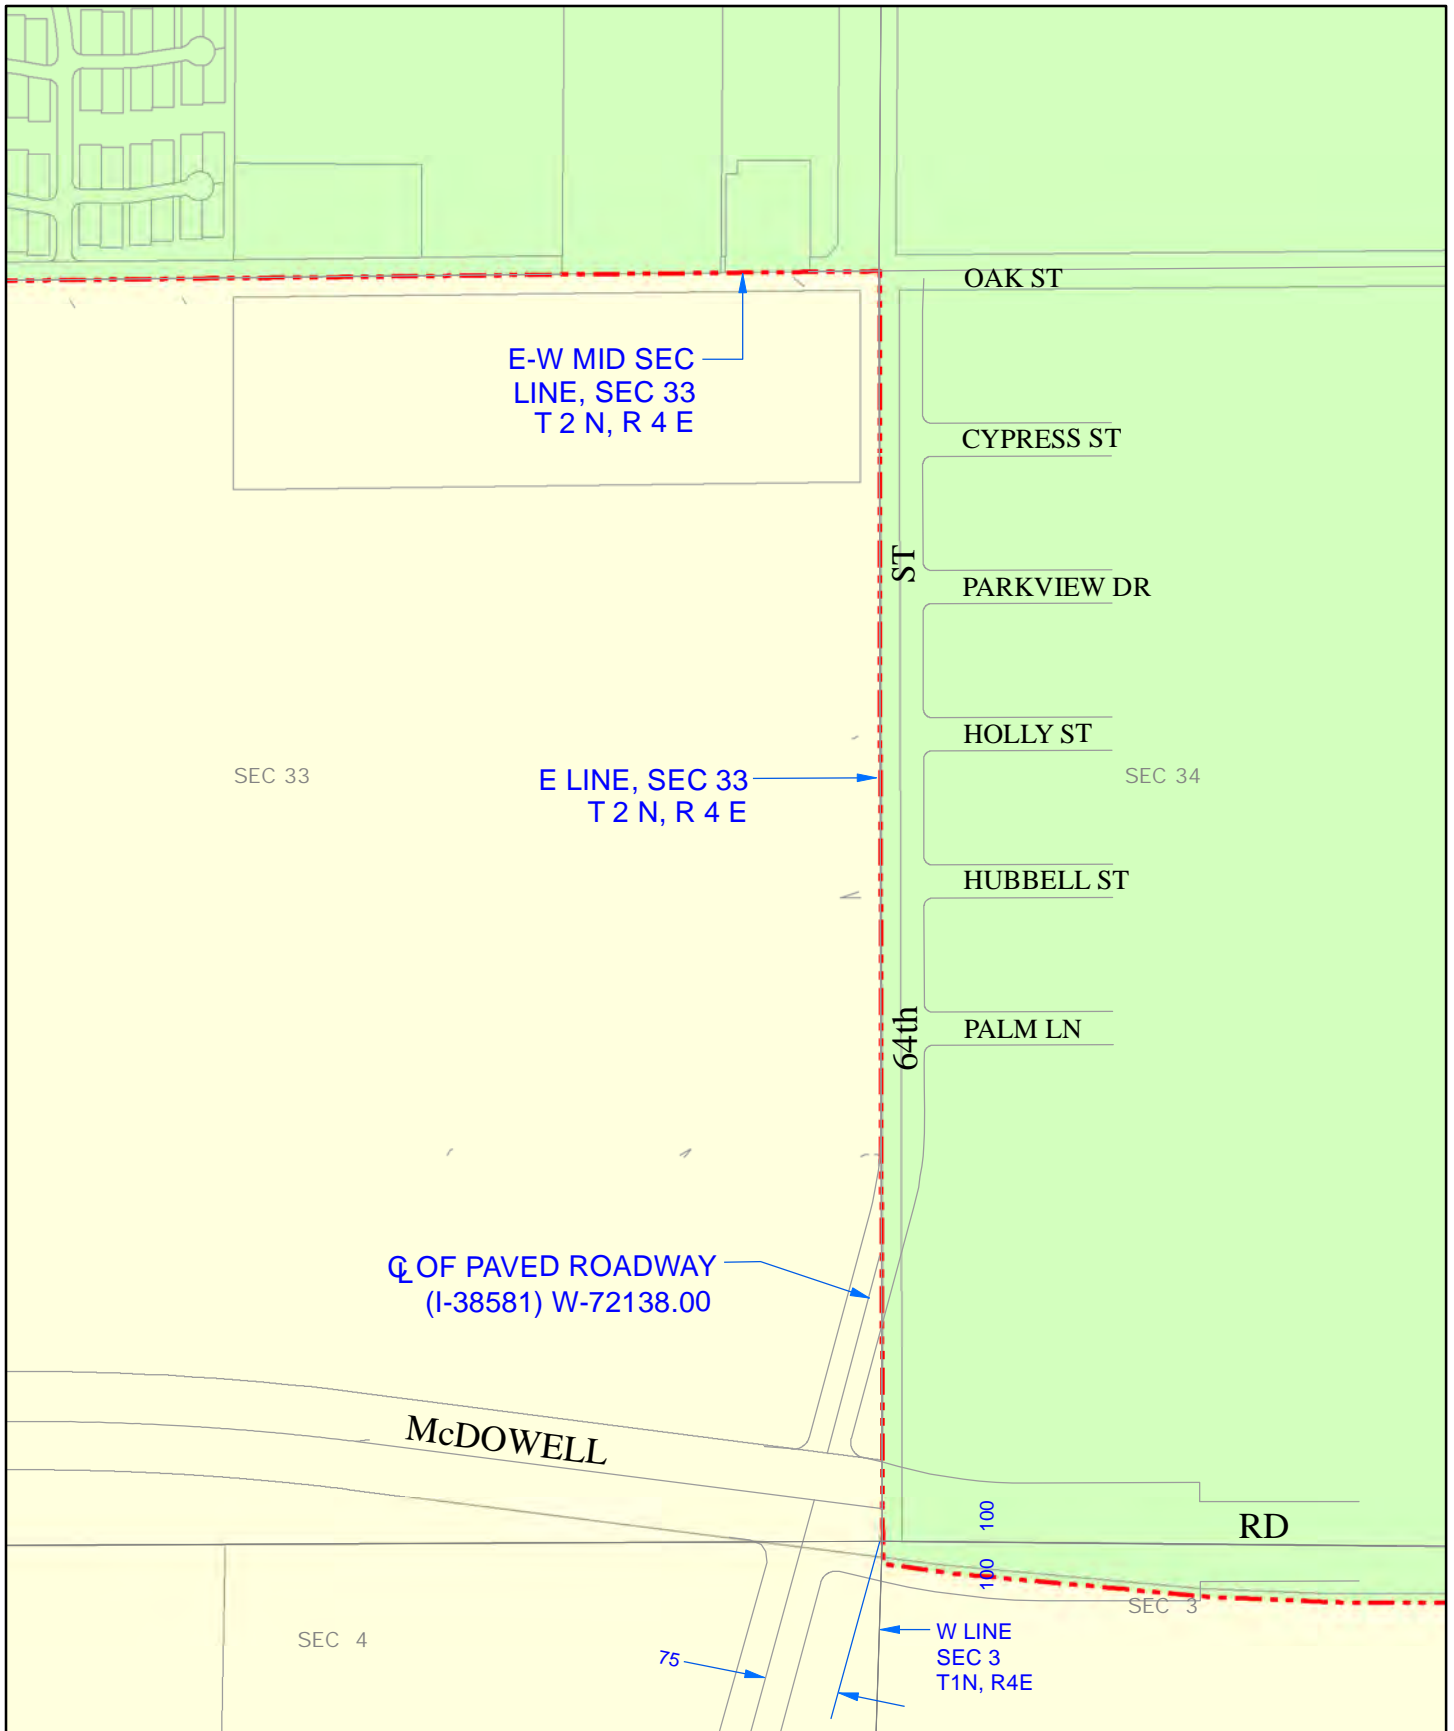 OAK ST
E-W MID SEC
LINE, SEC 33
T 2 N, R 4 E
CYPRESS ST
ST
PARKVIEW DR
HOLLY ST
SEC 33
E LINE, SEC 33
T 2 N, R 4 E
SEC 34
HUBBELL ST
64th
PALM LN
℄ OF PAVED ROADWAY
(I-38581) W-72138.00
McDOWELL
100
RD
100
SEC 3
SEC 4
W LINE
SEC 3
T1N, R4E
75